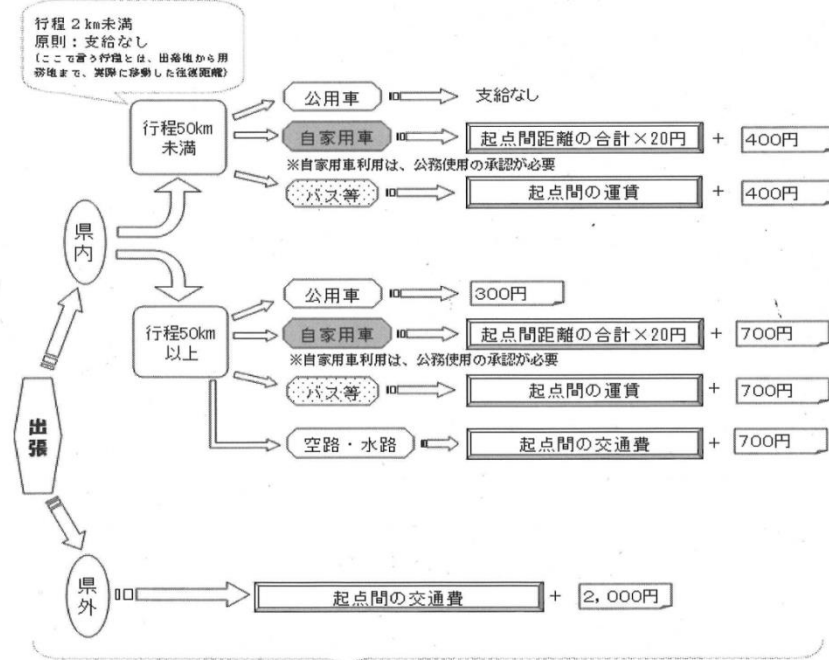 行程2km未満
原則：支給なし
（ここで言う行程とは、出発地から用
務地まで、実際に移動した往復距離）
行程50km
未満
公用車
支給なし
自家用車
起点間距離の合計×20円 + 400円
※自家用車利用は、公務使用の承認が必要
バス等
起点間の運賃 + 400円
県内
行程50km
以上
公用車
300円
自家用車
起点間距離の合計×20円 + 700円
※自家用車利用は、公務使用の承認が必要
バス等
起点間の運賃 + 700円
空路・水路
起点間の交通費 + 700円
出張
県外
起点間の交通費 + 2,000円